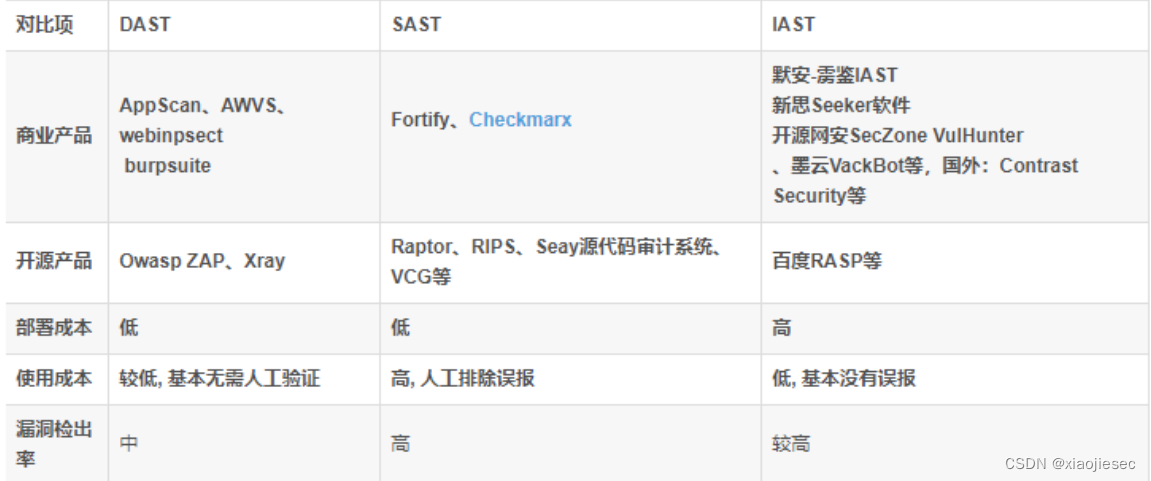 对比项 DAST SAST IAST
商业产品
AppScan、AWVS、
webinpsect
burpsuite
Fortify、Checkmarx
默安-雳鉴IAST
新思Seeker软件
开源网安SecZone VulHunter
、墨云VackBot等，国外：Contrast
Security等
开源产品
Owasp ZAP、Xray
Raptor、RIPS、Seay源代码审计系统、
VCG等
百度RASP等
部署成本 低 低 高
使用成本 较低, 基本无需人工验证 高, 人工排除误报 低, 基本没有误报
漏洞检出
率
中 高 较高
CSDN @xiaojiesec